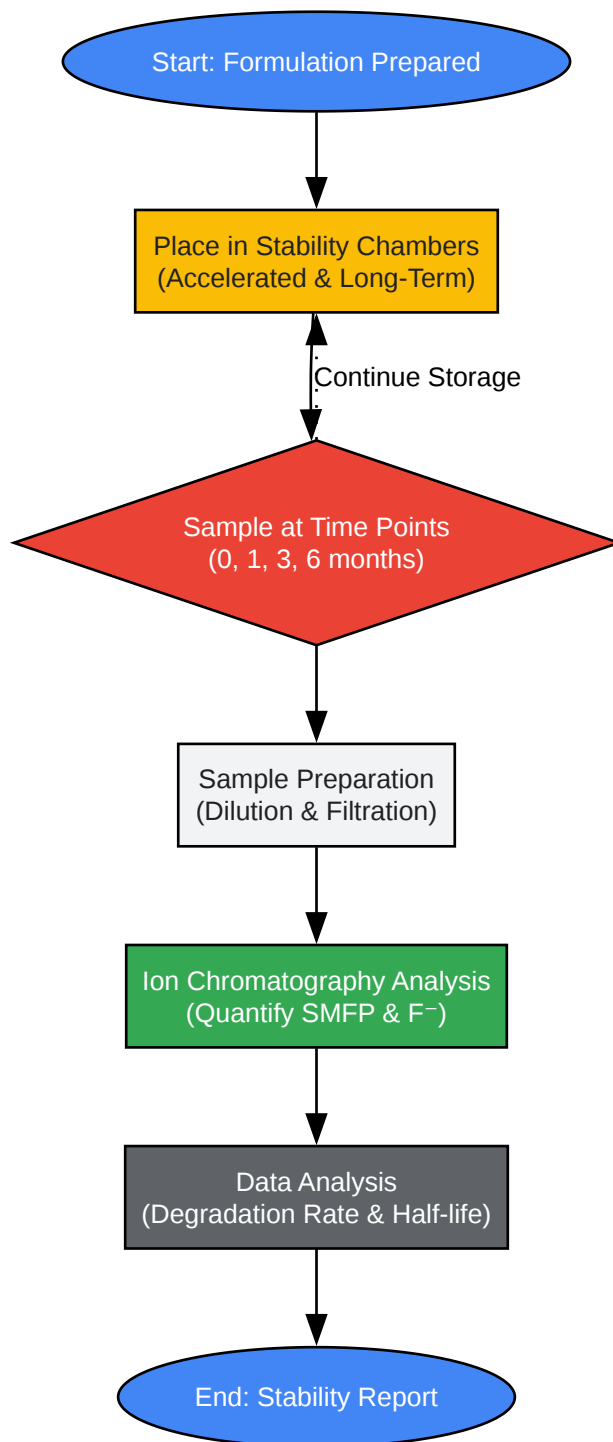 Start: Formulation Prepared
Place in Stability Chambers
(Accelerated & Long-Term)
Continue Storage
Sample at Time Points
(0, 1, 3, 6 months)
Sample Preparation
(Dilution & Filtration)
Ion Chromatography Analysis
(Quantify SMFP & F⁻)
Data Analysis
(Degradation Rate & Half-life)
End: Stability Report